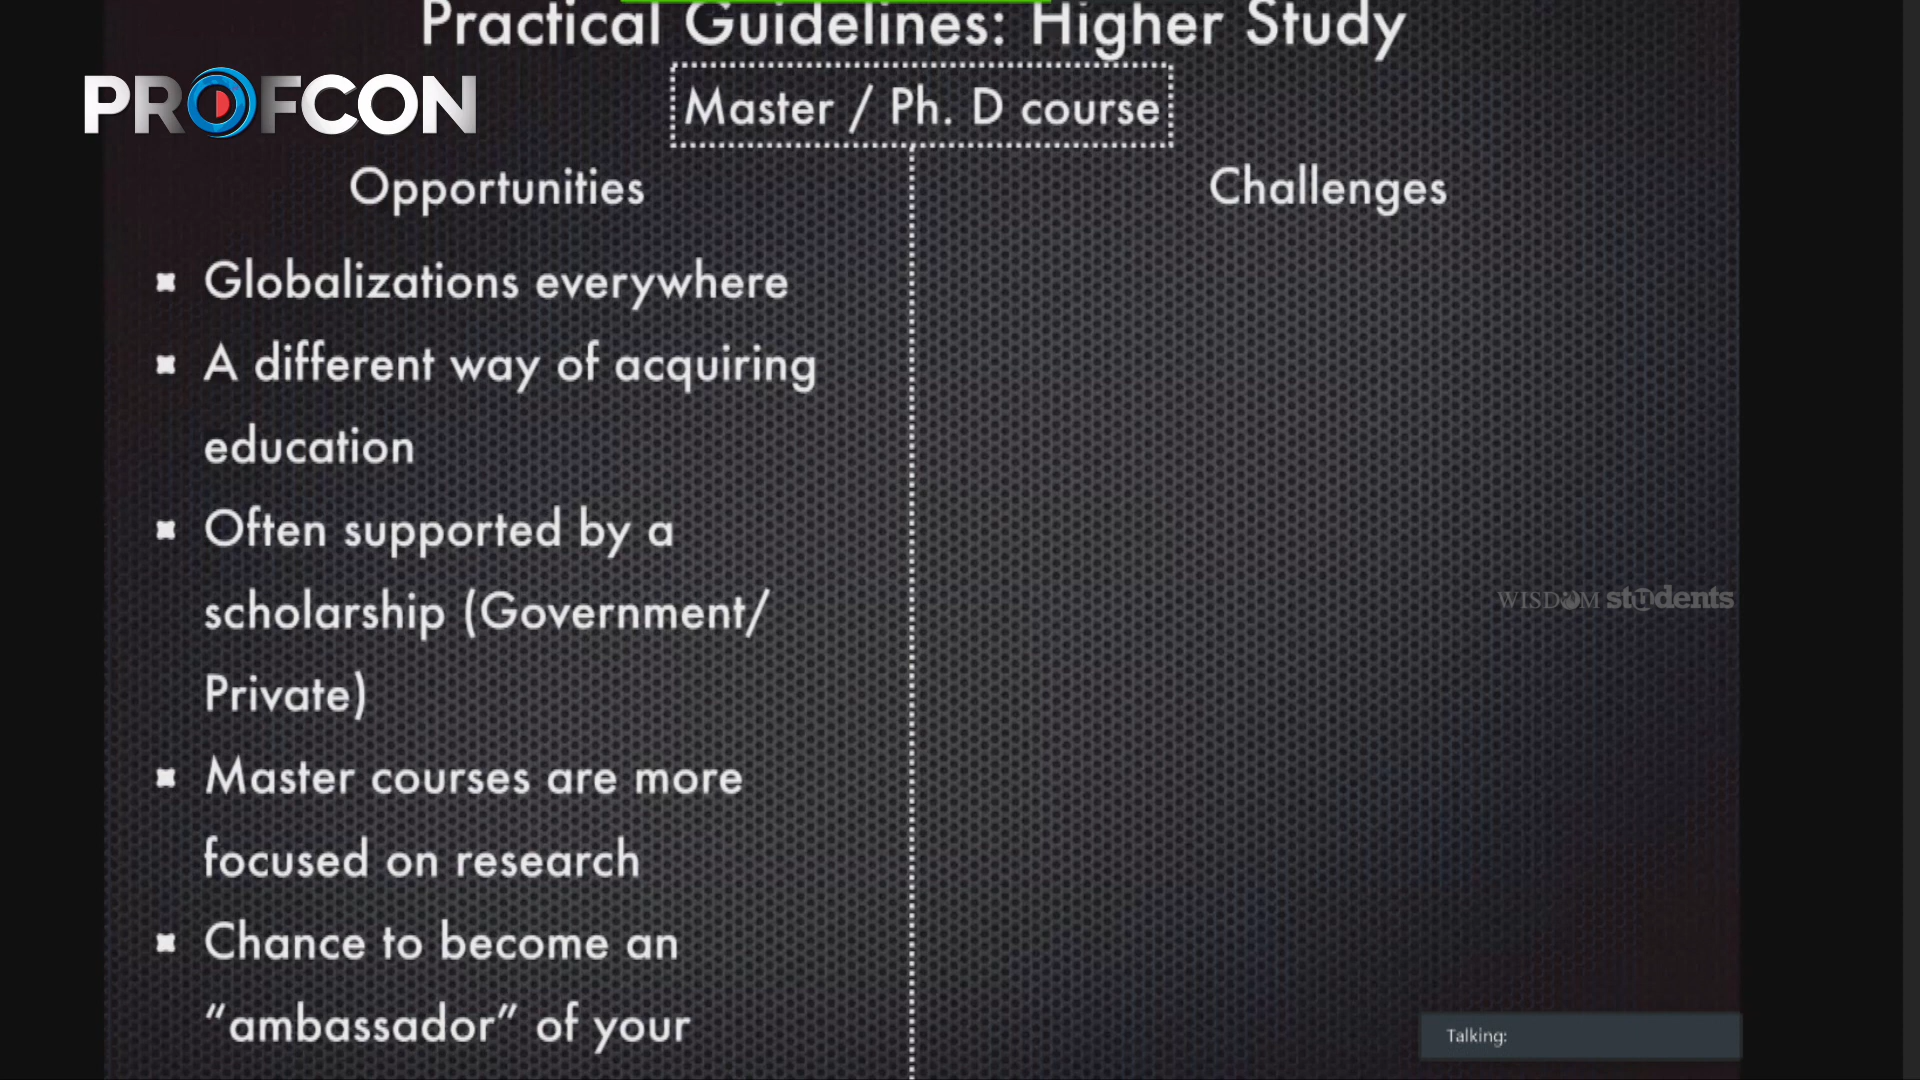 Practical Guidelines: Higher Study
PROFCON
Master / Ph. D course
Opportunities
Challenges
Globalizations everywhere
A different way of acquiring
education
Often supported by a
scholarship (Government/
Private)
Master courses are more
focused on research
Chance to become an
“ambassador” of your
WISDOM students
Talking: